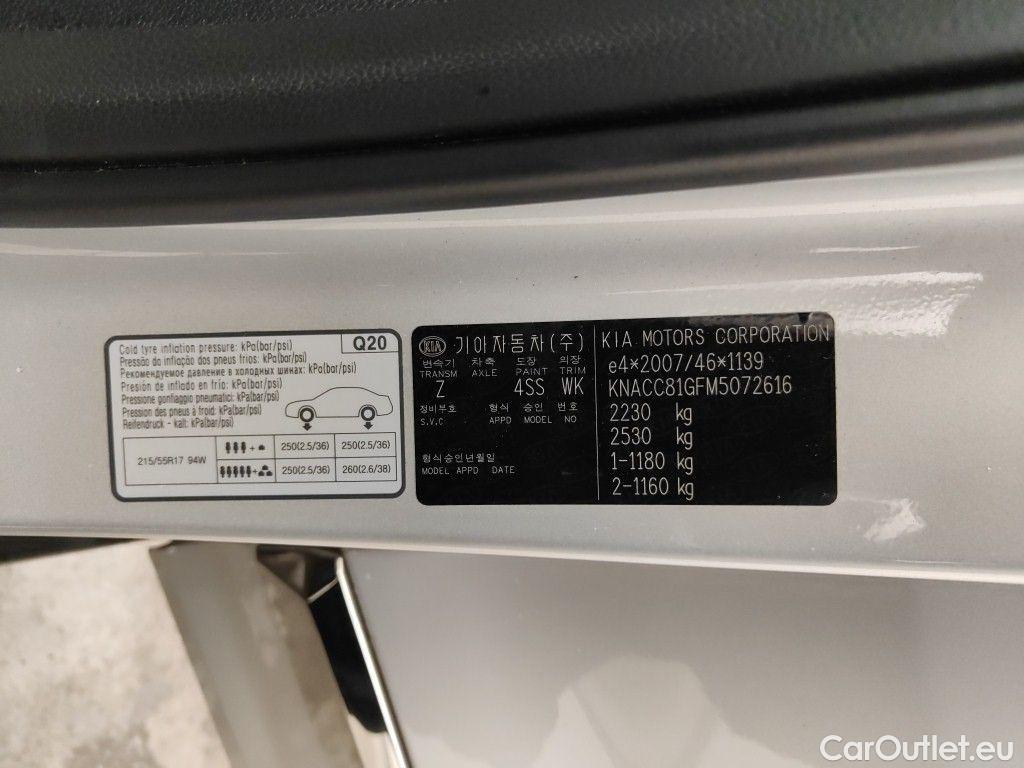 Cold tyre inflation pressure: kPa(bar/psi)
Q20
Pressão da inflação dos pneus frios: kPa(bar/psi)
Рекомендуемое давление в холодных шинах: kPa(bar/psi)
Presión de inflado en frío: kPa(bar/psi)
Pressione gonfiaggio pneumatici: kPa(bar/psi)
Pression des pneus à froid: kPa(bar/psi)
Reifendruck - kalt: kPa(bar/psi)
215/55R17 94W
+ 250(2.5/36) 250(2.5/36)
+ 250(2.5/36) 260(2.6/38)
KIA 기아자동차(주)
변속기 차축 도장 외장
TRANSM AXLE PAINT TRIM
Z 4SS WK
정비부호 형식 승인 번호
S.V.C APPD MODEL NO
형식승인년월일
MODEL APPD DATE
KIA MOTORS CORPORATION
e4*2007/46*1139
KNACC81GFM5072616
2230 kg
2530 kg
1-1180 kg
2-1160 kg
CarOutlet.eu